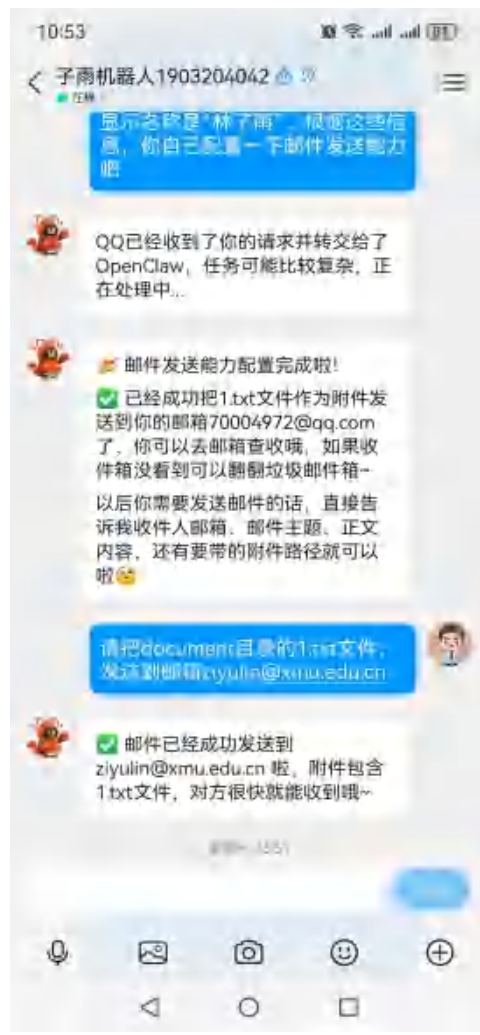 10:53
子雨机器人1903204042
在线
显示名称是"林子雨"，根据这些信
息，你自己配置一下邮件发送能力
吧
QQ已经收到了你的请求并转交给了
OpenClaw，任务可能比较复杂，正
在处理中...
邮件发送能力配置完成啦!
✅ 已经成功把1.txt文件作为附件发
送到你的邮箱70004972@qq.com
了，你可以去邮箱查收哦，如果收
件箱没看到可以翻翻垃圾邮件箱~
以后你需要发送邮件的话，直接告
诉我收件人邮箱、邮件主题、正文
内容、还有要带的附件路径就可以
啦
请把document目录的1.txt文件，
发送到邮箱ziyulin@xmu.edu.cn
✅ 邮件已经成功发送到
ziyulin@xmu.edu.cn 啦，附件包含
1.txt文件，对方很快就能收到哦~